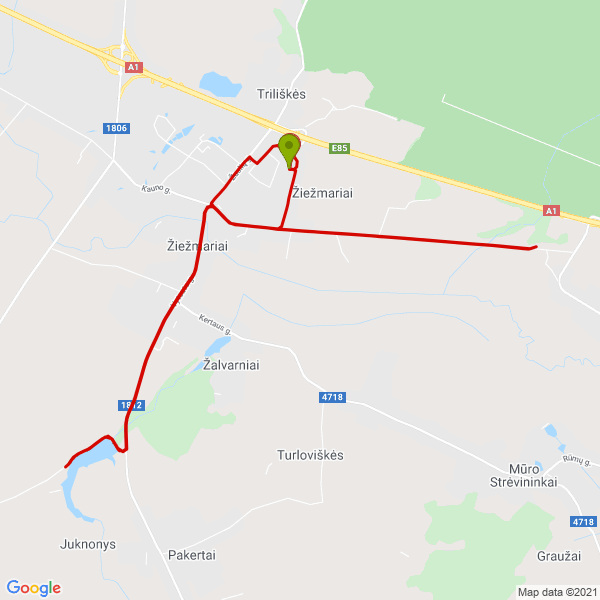 Triliškės
A1
1806
E85
Kauno g.
Žiežmariai
A1
Žiežmariai
Kertaus g.
Žalvarniai
1812
4718
Turloviškės
Rūmų g.
Mūro
Strėvininkai
4718
Juknonys
Pakertai
Graužai
Google
Map data ©2021